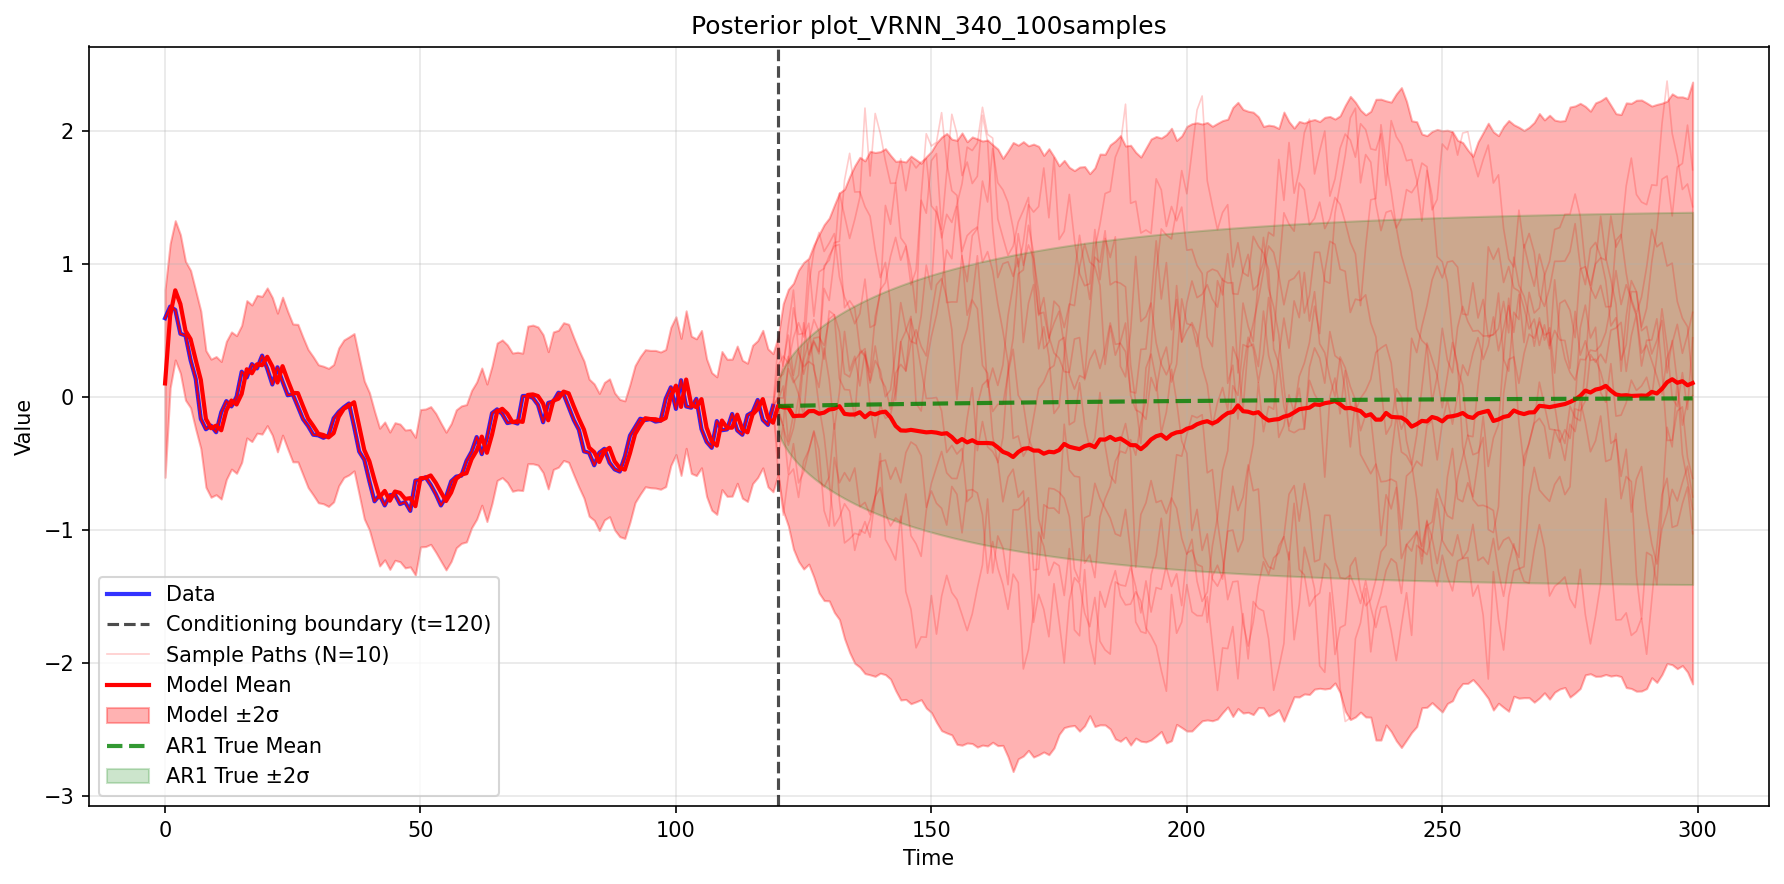 Posterior plot_VRNN_340_100samples
Value
2
1
0
−1
−2
−3
Data
Conditioning boundary (t=120)
Sample Paths (N=10)
Model Mean
Model ±2σ
AR1 True Mean
AR1 True ±2σ
0 50 100 150 200 250 300
Time